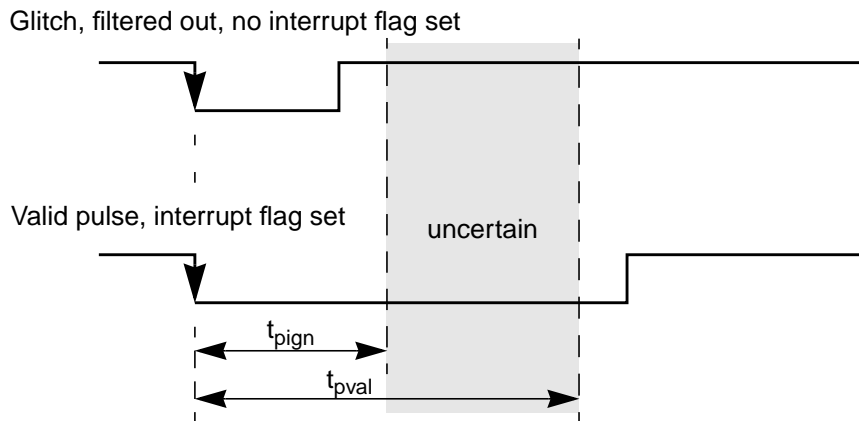 Glitch, filtered out, no interrupt flag set
Valid pulse, interrupt flag set
uncertain
tpign
tpval